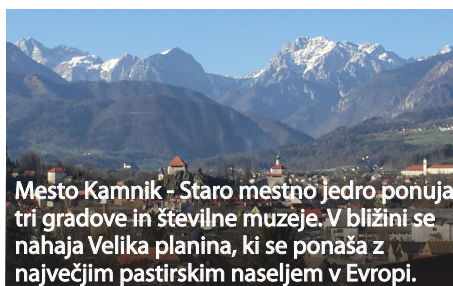 Mesto Kamnik - Staro mestno jedro ponuja
tri gradove in številne muzeje. V bližini se
nahaja Velika planina, ki se ponaša z
največjim pastirskim naseljem v Evropi.